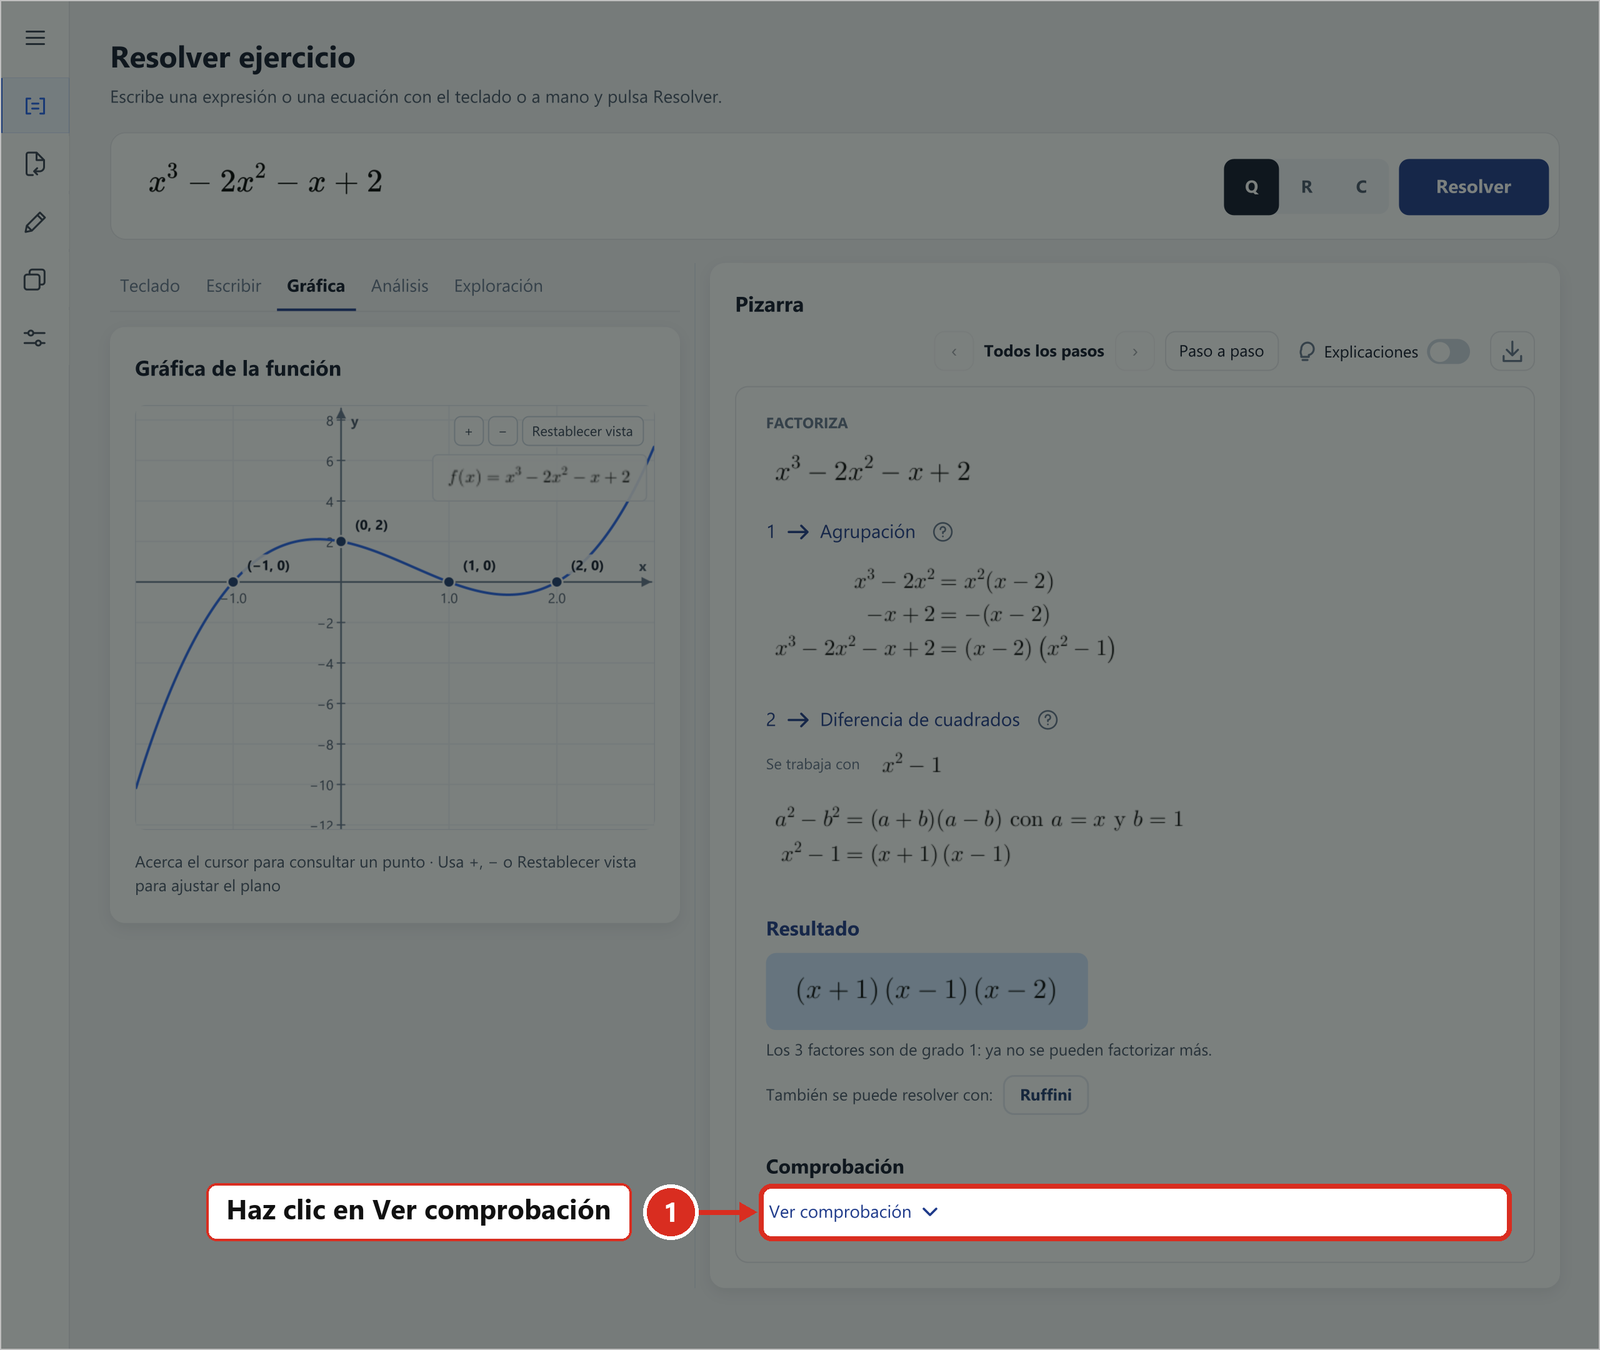 Resolver ejercicio
Escribe una expresión o una ecuación con el teclado o a mano y pulsa Resolver.
x³ − 2x² − x + 2
Q R C Resolver
Teclado Escribir Gráfica Análisis Exploración
Gráfica de la función
+ − Restablecer vista
f(x) = x³ − 2x² − x + 2
y
8
6
4
(0, 2)
2
(−1, 0) (1, 0) (2, 0) x
−1.0 1.0 2.0
−2
−4
−6
−8
−10
−12
Acerca el cursor para consultar un punto · Usa +, − o Restablecer vista
para ajustar el plano
Pizarra
‹ Todos los pasos › Paso a paso Explicaciones
FACTORIZA
x³ − 2x² − x + 2
1 → Agrupación ?
x³ − 2x² = x²(x − 2)
−x + 2 = −(x − 2)
x³ − 2x² − x + 2 = (x − 2) (x² − 1)
2 → Diferencia de cuadrados ?
Se trabaja con x² − 1
a² − b² = (a + b)(a − b) con a = x y b = 1
x² − 1 = (x + 1) (x − 1)
Resultado
(x + 1) (x − 1) (x − 2)
Los 3 factores son de grado 1: ya no se pueden factorizar más.
También se puede resolver con: Ruffini
Comprobación
Haz clic en Ver comprobación 1 Ver comprobación